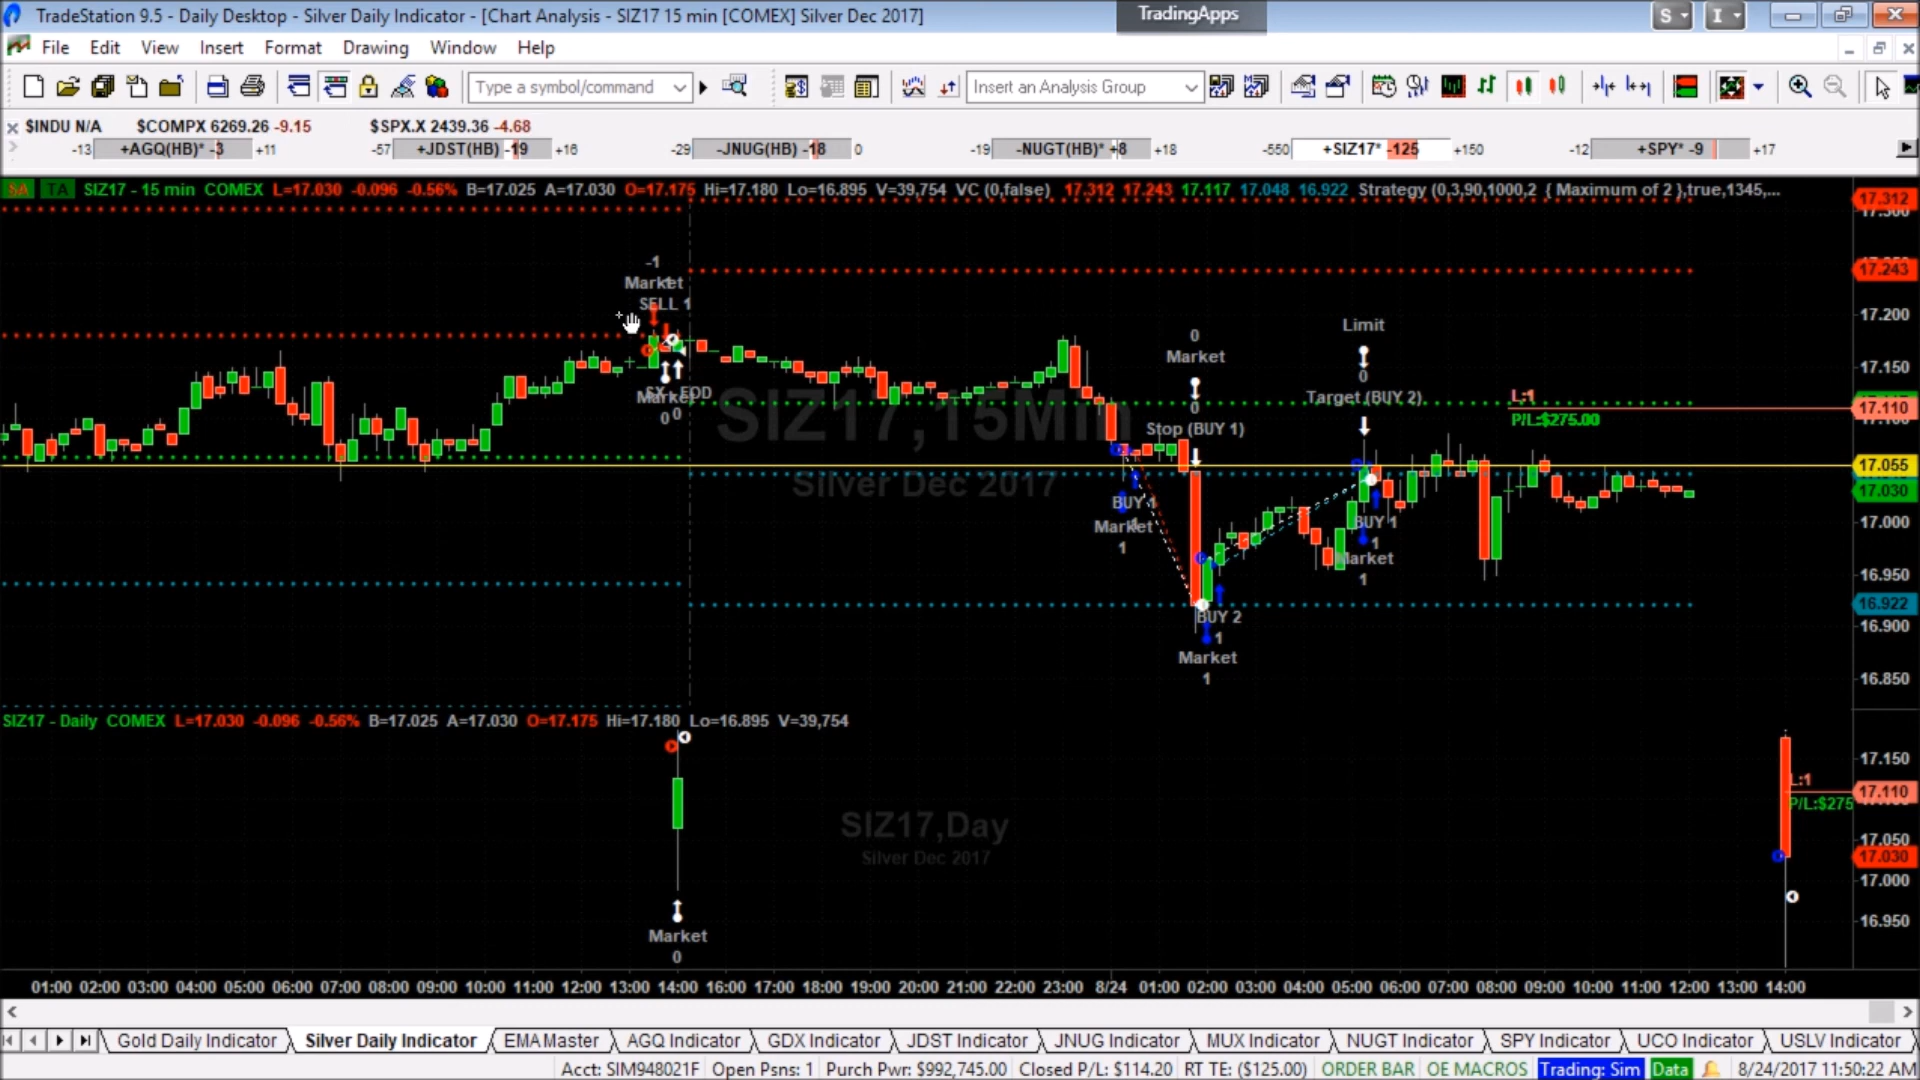 TradeStation 9.5 - Daily Desktop - Silver Daily Indicator - [Chart Analysis - SIZ17 15 min [COMEX] Silver Dec 2017]
TradingApps
S
I
File Edit View Insert Format Drawing Window Help
Type a symbol/command
Insert an Analysis Group
$INDU N/A $COMPX 6269.26 -9.15 $SPX.X 2439.36 -4.68
-13 +AGQ(HB)* -3 +11 -57 +JDST(HB) -19 +16 -29 -JNUG(HB) -18 0 -19 -NUGT(HB)* +8 +18 -550 +SIZ17* -125 +150 -12 +SPY* -9 +17
SA TA SIZ17 - 15 min COMEX L=17.030 -0.096 -0.56% B=17.025 A=17.030 O=17.175 Hi=17.180 Lo=16.895 V=39,754 VC (0,false) 17.312 17.243 17.117 17.048 16.922 Strategy (0,3,90,1000,2 { Maximum of 2 },true,1345,...
17.312
17.300
-1
Market
17.243
SELL 1
17.200
0
Market
Limit
17.150
0
Target (BUY 2)
0
L:1
17.110
P/L:$275.00
17.100
EOD
Market
0 0
Stop (BUY 1)
SIZ17,15Min
17.055
Silver Dec 2017
17.030
BUY 1
1
Market
1
BUY 1
1
Market
1
17.000
16.950
16.922
BUY 2
1
Market
1
16.900
16.850
SIZ17 - Daily COMEX L=17.030 -0.096 -0.56% B=17.025 A=17.030 O=17.175 Hi=17.180 Lo=16.895 V=39,754
17.150
L:1
17.110
P/L:$275
SIZ17,Day
Silver Dec 2017
17.050
17.030
17.000
16.950
Market
0
01:00 02:00 03:00 04:00 05:00 06:00 07:00 08:00 09:00 10:00 11:00 12:00 13:00 14:00 16:00 17:00 18:00 19:00 20:00 21:00 22:00 23:00 8/24 01:00 02:00 03:00 04:00 05:00 06:00 07:00 08:00 09:00 10:00 11:00 12:00 13:00 14:00
Gold Daily Indicator Silver Daily Indicator EMAMaster AGQ Indicator GDX Indicator JDST Indicator JNUG Indicator MUX Indicator NUGT Indicator SPY Indicator UCO Indicator USLV Indicator
Acct: SIM948021F Open Psns: 1 Purch Pwr: $992,745.00 Closed P/L: $114.20 RT TE: ($125.00) ORDER BAR OE MACROS Trading: Sim Data 8/24/2017 11:50:22 AM